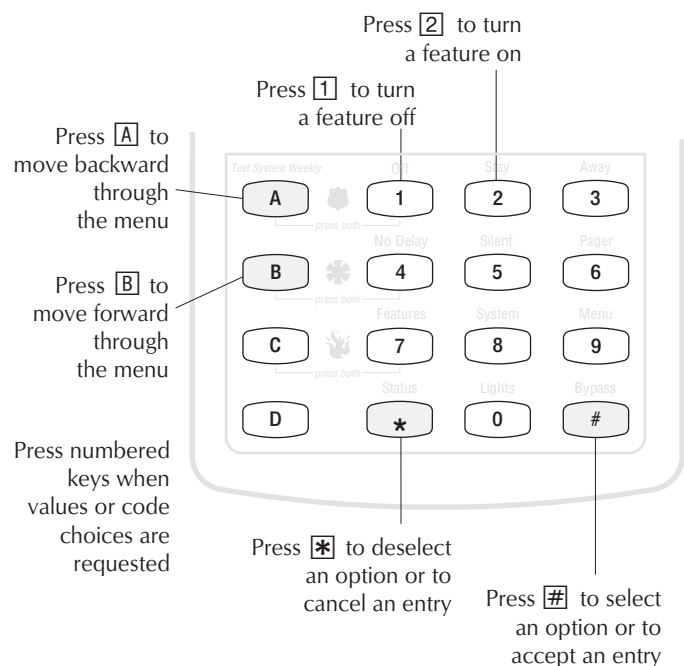 Press 2 to turn
a feature on
Press 1 to turn
a feature off
Press A to
move backward
through
the menu
Press B to
move forward
through
the menu
Press numbered
keys when
values or code
choices are
requested
Test System Weekly Off Stay Away
A 1 2 3
press both
No Delay Silent Pager
B 4 5 6
press both
Features System Menu
C 7 8 9
press both
Status Lights Bypass
D * 0 #
Press * to deselect
an option or to
cancel an entry
Press # to select
an option or to
accept an entry